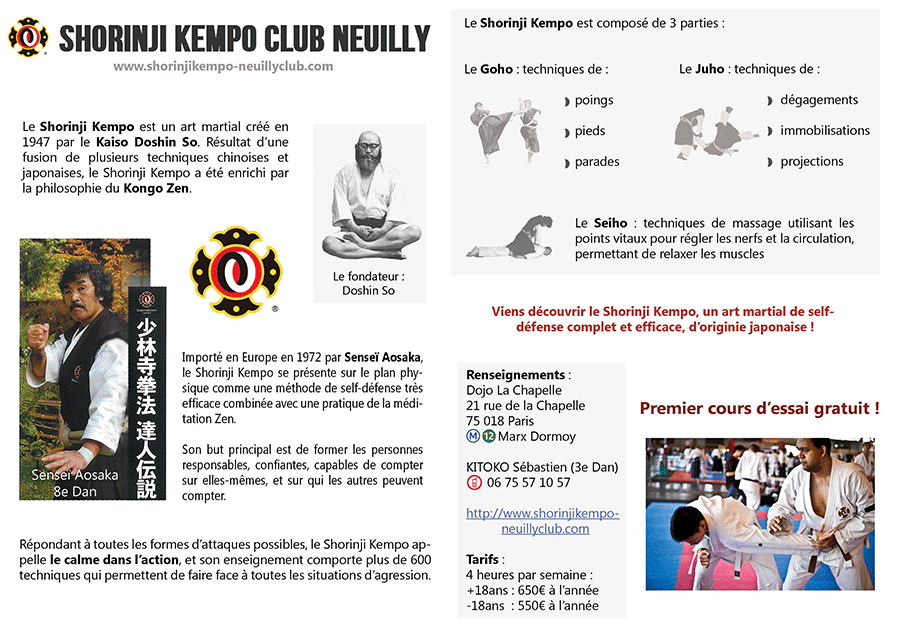 SHORINJI KEMPO CLUB NEUILLY
www.shorinjikempo-neuillyclub.com
Le Shorinji Kempo est un art martial créé en
1947 par le Kaiso Doshin So. Résultat d'une
fusion de plusieurs techniques chinoises et
japonaises, le Shorinji Kempo a été enrichi par
la philosophie du Kongo Zen.
Le fondateur :
Doshin So
®
少林寺拳法 達人伝説
Senseï Aosaka
8e Dan
Importé en Europe en 1972 par Senseï Aosaka,
le Shorinji Kempo se présente sur le plan phy-
sique comme une méthode de self-défense très
efficace combinée avec une pratique de la médi-
tation Zen.
Son but principal est de former les personnes
responsables, confiantes, capables de compter
sur elles-mêmes, et sur qui les autres peuvent
compter.
Répondant à toutes les formes d'attaques possibles, le Shorinji Kempo ap-
pelle le calme dans l'action, et son enseignement comporte plus de 600
techniques qui permettent de faire face à toutes les situations d'agression.
Le Shorinji Kempo est composé de 3 parties :
Le Goho : techniques de :
poings
pieds
parades
Le Juho : techniques de :
dégagements
immobilisations
projections
Le Seiho : techniques de massage utilisant les
points vitaux pour régler les nerfs et la circulation,
permettant de relaxer les muscles
Viens découvrir le Shorinji Kempo, un art martial de self-
défense complet et efficace, d'originie japonaise !
Renseignements :
Dojo La Chapelle
21 rue de la Chapelle
75 018 Paris
M 12 Marx Dormoy
KITOKO Sébastien (3e Dan)
06 75 57 10 57
http://www.shorinjikempo-
neuillyclub.com
Tarifs :
4 heures par semaine :
+18ans : 650€ à l'année
-18ans : 550€ à l'année
Premier cours d'essai gratuit !